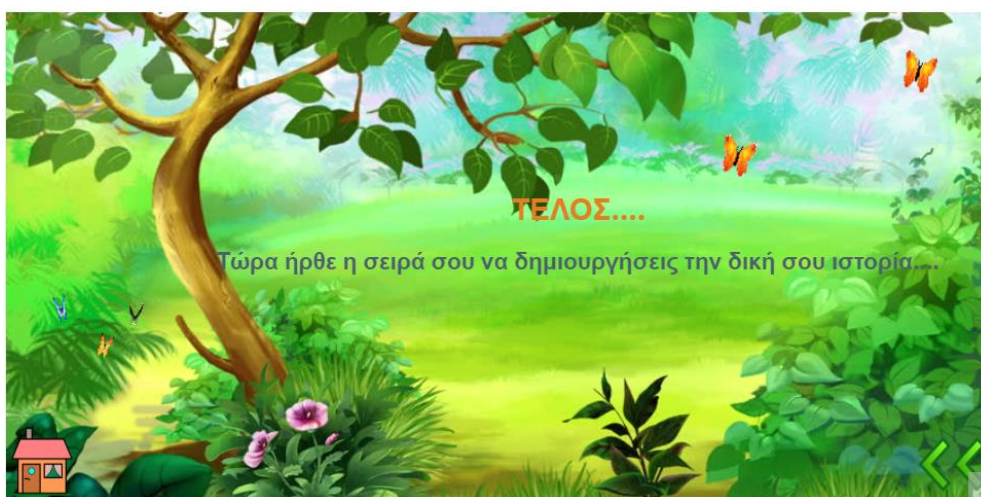 ΤΕΛΟΣ....
Τώρα ήρθε η σειρά σου να δημιουργήσεις την δική σου ιστορία....